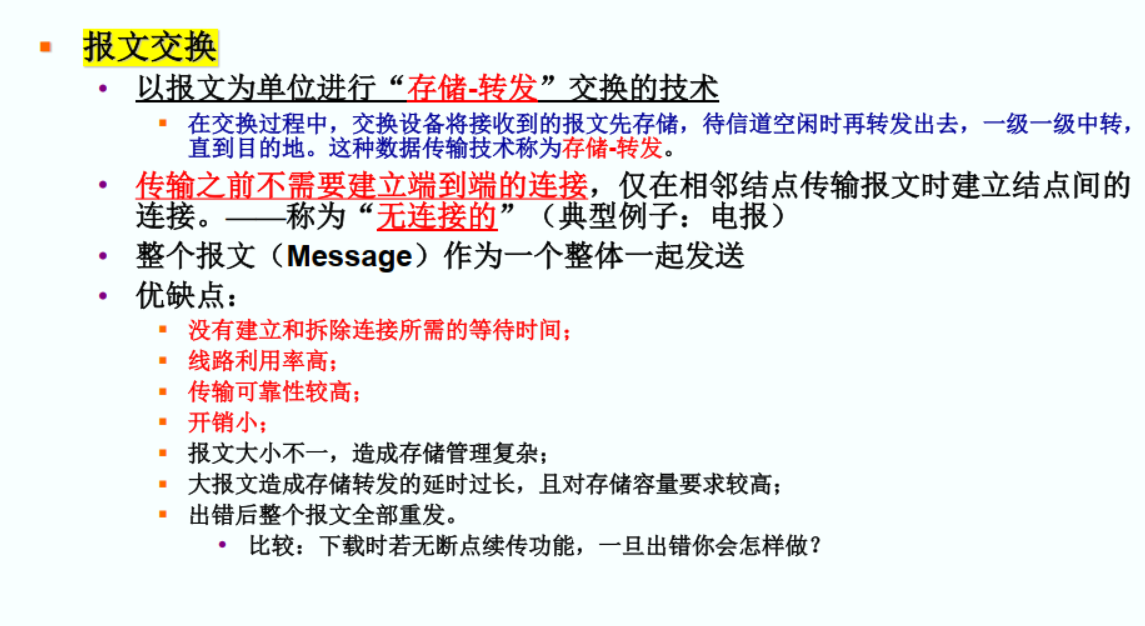 报文交换
以报文为单位进行“存储-转发”交换的技术
在交换过程中，交换设备将接收到的报文先存储，待信道空闲时再转发出去，一级一级中转，
直到目的地。这种数据传输技术称为存储-转发。
传输之前不需要建立端到端的连接，仅在相邻结点传输报文时建立结点间的
连接。——称为“无连接的”（典型例子：电报）
整个报文（Message）作为一个整体一起发送
优缺点：
没有建立和拆除连接所需的等待时间；
线路利用率高；
传输可靠性较高；
开销小；
报文大小不一，造成存储管理复杂；
大报文造成存储转发的延时过长，且对存储容量要求较高；
出错后整个报文全部重发。
比较：下载时若无断点续传功能，一旦出错你会怎样做？